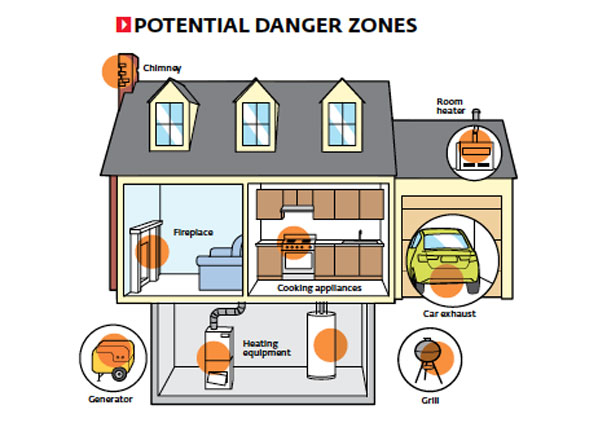 POTENTIAL DANGER ZONES
Chimney
Room
heater
Fireplace
Cooking appliances
Car exhaust
Heating
equipment
Generator
Grill